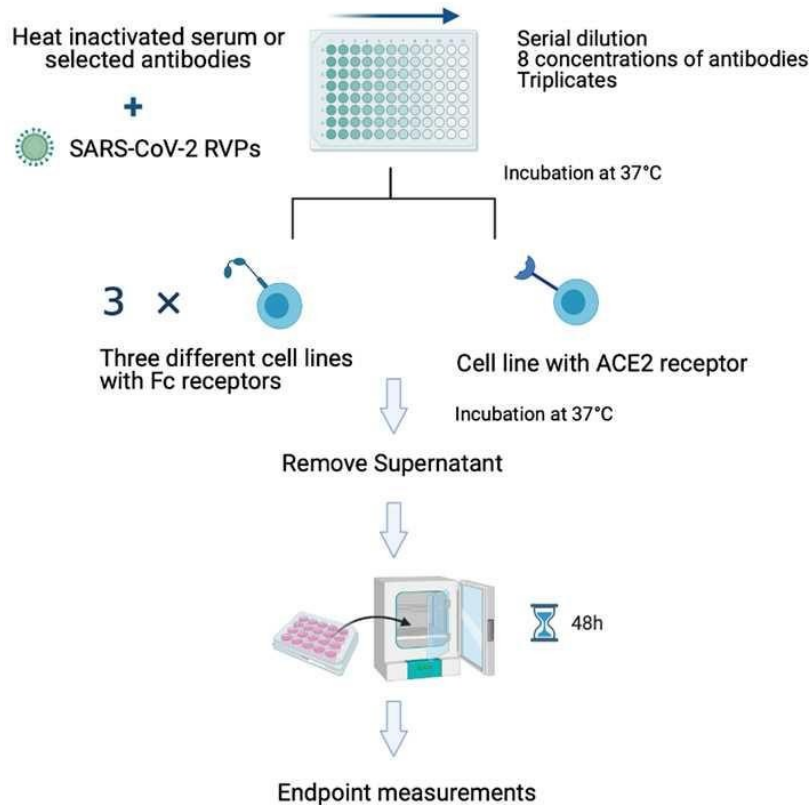 Heat inactivated serum or
selected antibodies
+
SARS-CoV-2 RVPs
Serial dilution
8 concentrations of antibodies
Triplicates
Incubation at 37°C
3 ×
Three different cell lines
with Fc receptors
Cell line with ACE2 receptor
Incubation at 37°C
Remove Supernatant
48h
Endpoint measurements